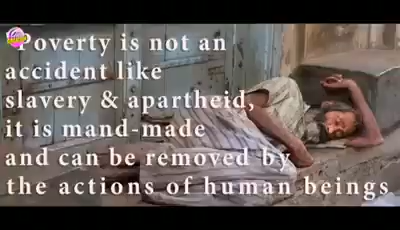 Poverty is not an
accident like
slavery & apartheid,
it is mand-made
and can be removed by
the actions of human beings